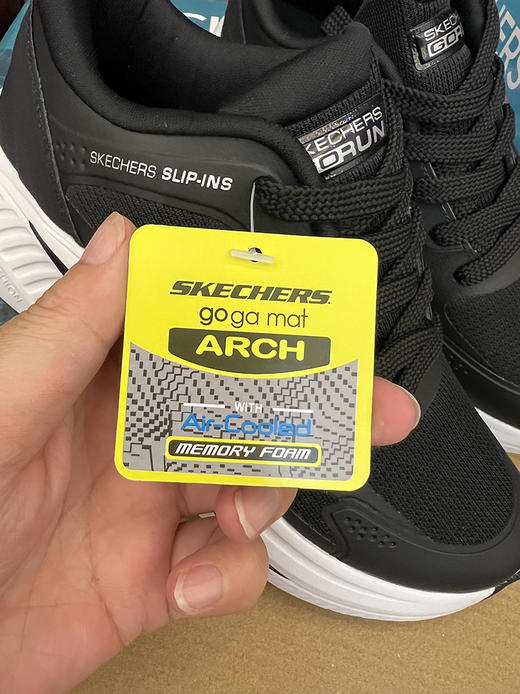 SKECHERS
GORUN
SKECHERS
GORUN
SKECHERS SLIP-INS
SKECHERS
goga mat
ARCH
WITH
Air-Cooled
MEMORY FOAM